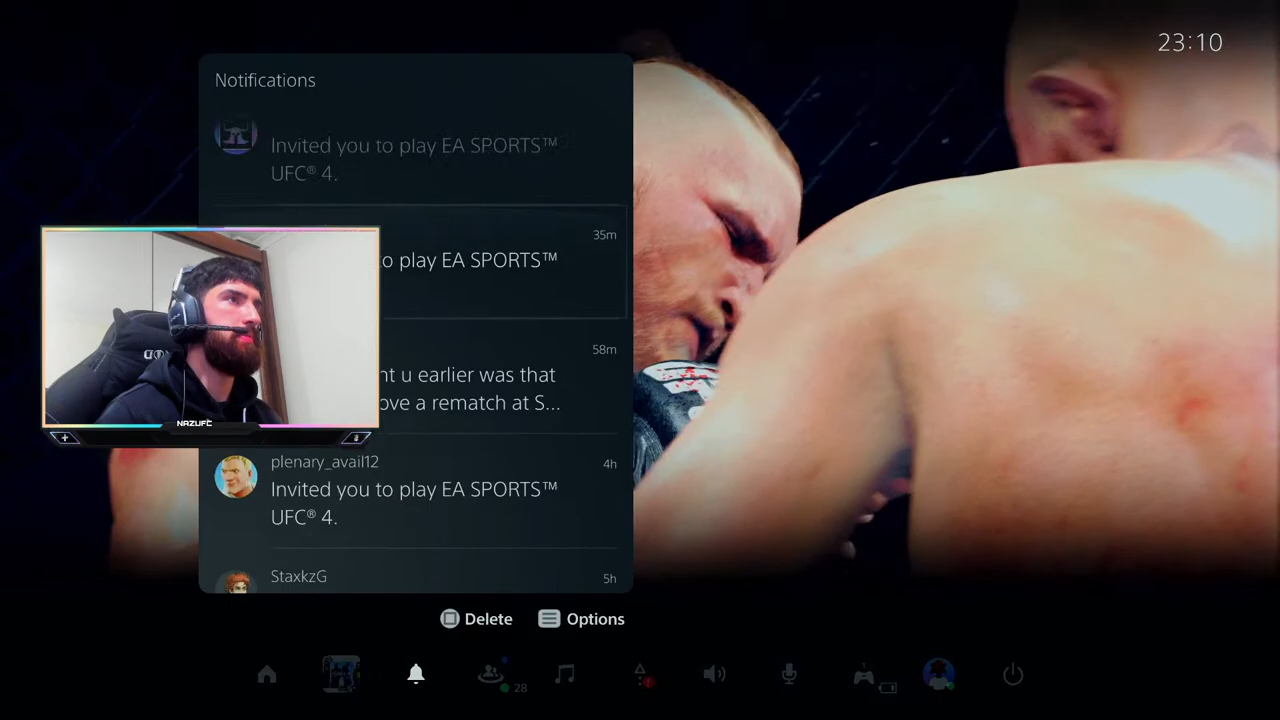 23:10
Notifications
Invited you to play EA SPORTS™
UFC® 4.
35m
to play EA SPORTS™
58m
nt u earlier was that
ove a rematch at S...
NAZUFC
plenary_avail12
4h
Invited you to play EA SPORTS™
UFC® 4.
StaxkzG
5h
Delete
Options
28